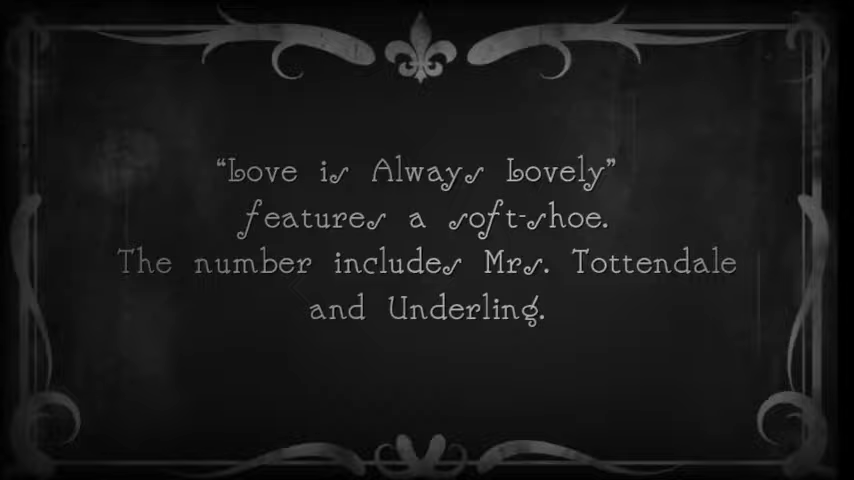 “Love is Always Lovely”
features a soft-shoe.
The number includes Mrs. Tottendale
and Underling.